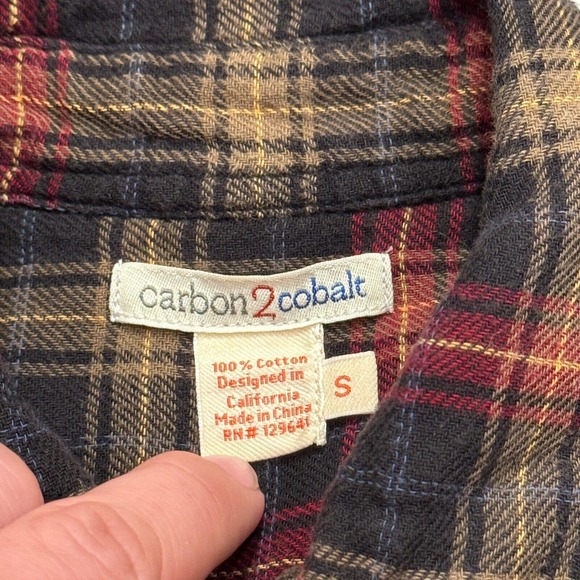 carbon2cobalt
100% Cotton
Designed in
California
Made in China
RN# 129641
S